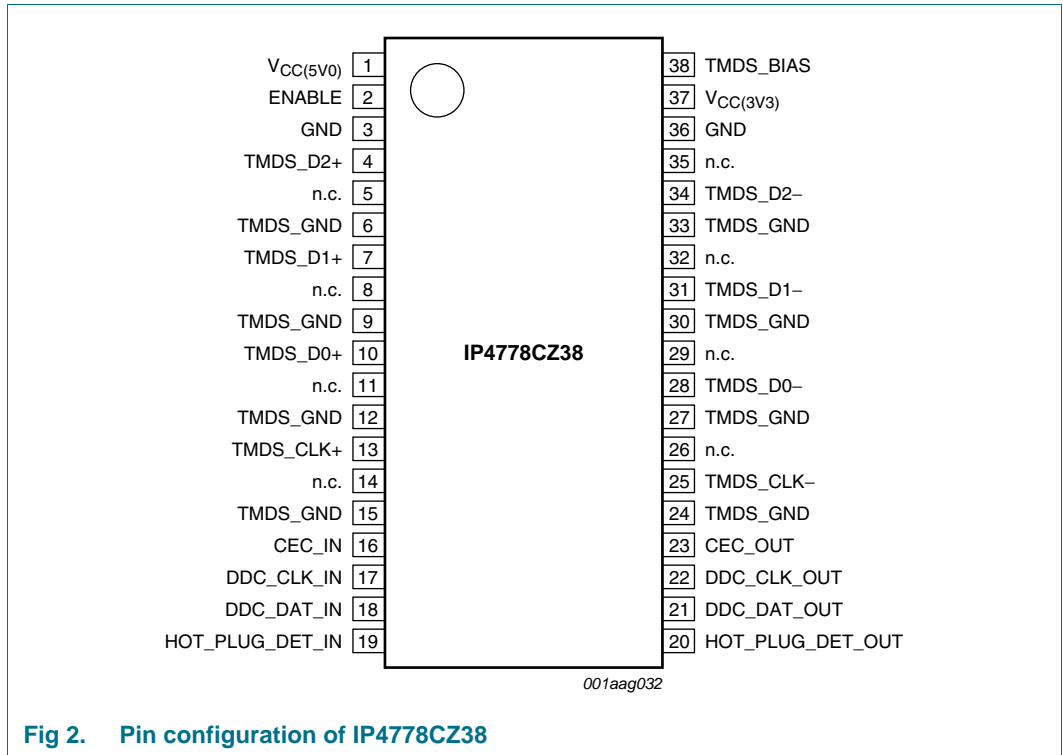 V_CC(5V0) 1
ENABLE 2
GND 3
TMDS_D2+ 4
n.c. 5
TMDS_GND 6
TMDS_D1+ 7
n.c. 8
TMDS_GND 9
TMDS_D0+ 10
n.c. 11
TMDS_GND 12
TMDS_CLK+ 13
n.c. 14
TMDS_GND 15
CEC_IN 16
DDC_CLK_IN 17
DDC_DAT_IN 18
HOT_PLUG_DET_IN 19
IP4778CZ38
38 TMDS_BIAS
37 V_CC(3V3)
36 GND
35 n.c.
34 TMDS_D2−
33 TMDS_GND
32 n.c.
31 TMDS_D1−
30 TMDS_GND
29 n.c.
28 TMDS_D0−
27 TMDS_GND
26 n.c.
25 TMDS_CLK−
24 TMDS_GND
23 CEC_OUT
22 DDC_CLK_OUT
21 DDC_DAT_OUT
20 HOT_PLUG_DET_OUT
001aag032
Fig 2. Pin configuration of IP4778CZ38